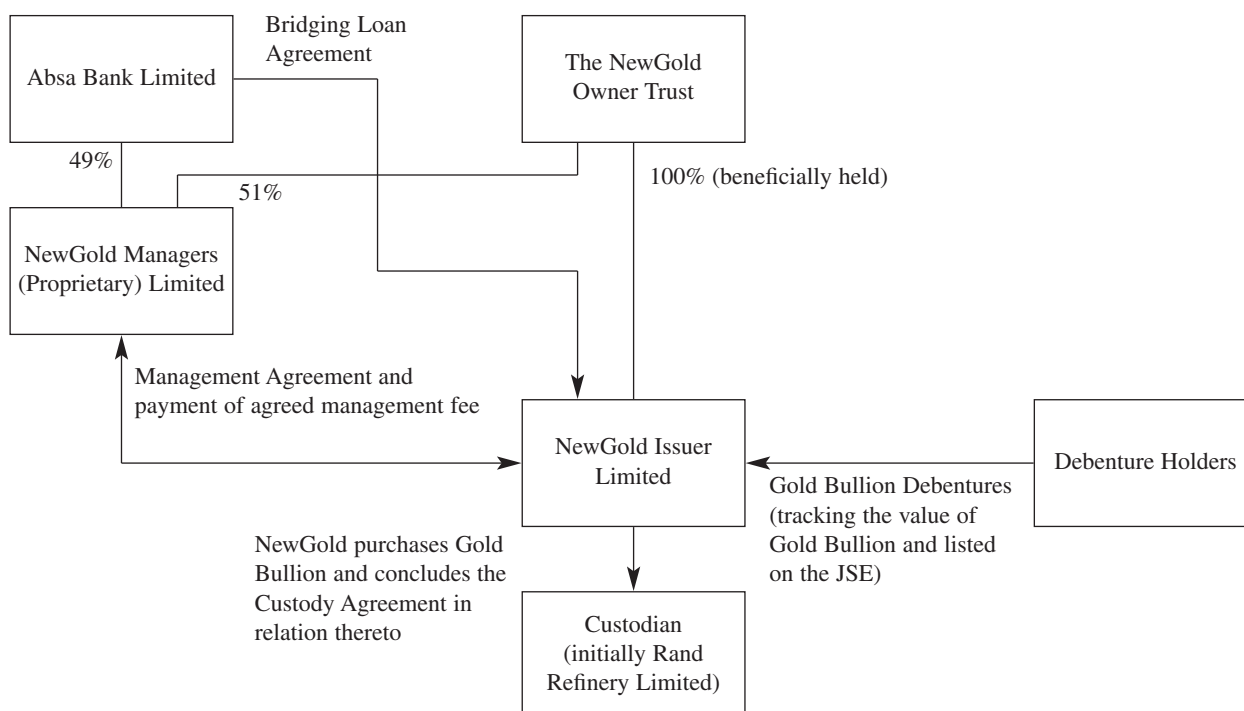 Bridging Loan
Agreement
Absa Bank Limited
The NewGold
Owner Trust
49%
51%
100% (beneficially held)
NewGold Managers
(Proprietary) Limited
Management Agreement and
payment of agreed management fee
NewGold Issuer
Limited
Debenture Holders
Gold Bullion Debentures
(tracking the value of
Gold Bullion and listed
on the JSE)
NewGold purchases Gold
Bullion and concludes the
Custody Agreement in
relation thereto
Custodian
(initially Rand
Refinery Limited)